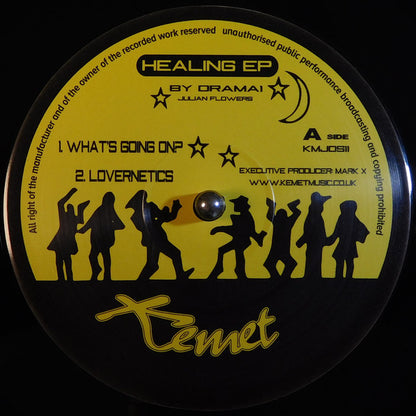 All right of the manufacturer and of the owner of the recorded work reserved unauthorised public performance broadcasting and copying prohibited
HEALING EP
BY DRAMA1
JULIAN FLOWERS
A SIDE
KMJDS11
1. WHAT'S GOING ON?
2. LOVERNETICS
EXECUTIVE PRODUCER: MARK X
WWW.KEMETMUSIC.CO.UK
Kemet